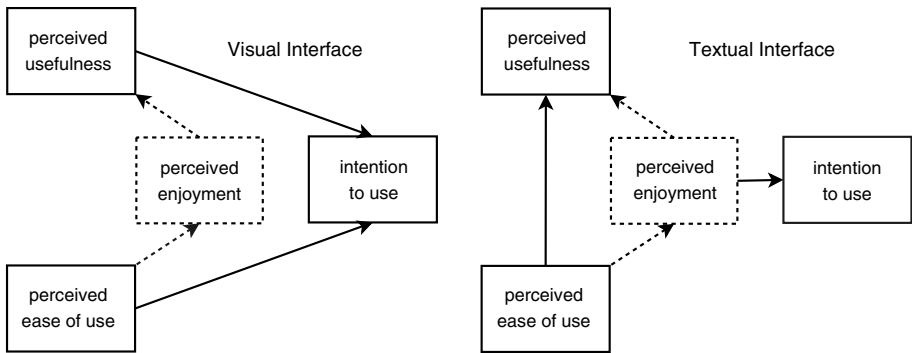 perceived
usefulness
Visual Interface
perceived
enjoyment
intention
to use
perceived
ease of use
perceived
usefulness
Textual Interface
perceived
enjoyment
intention
to use
perceived
ease of use